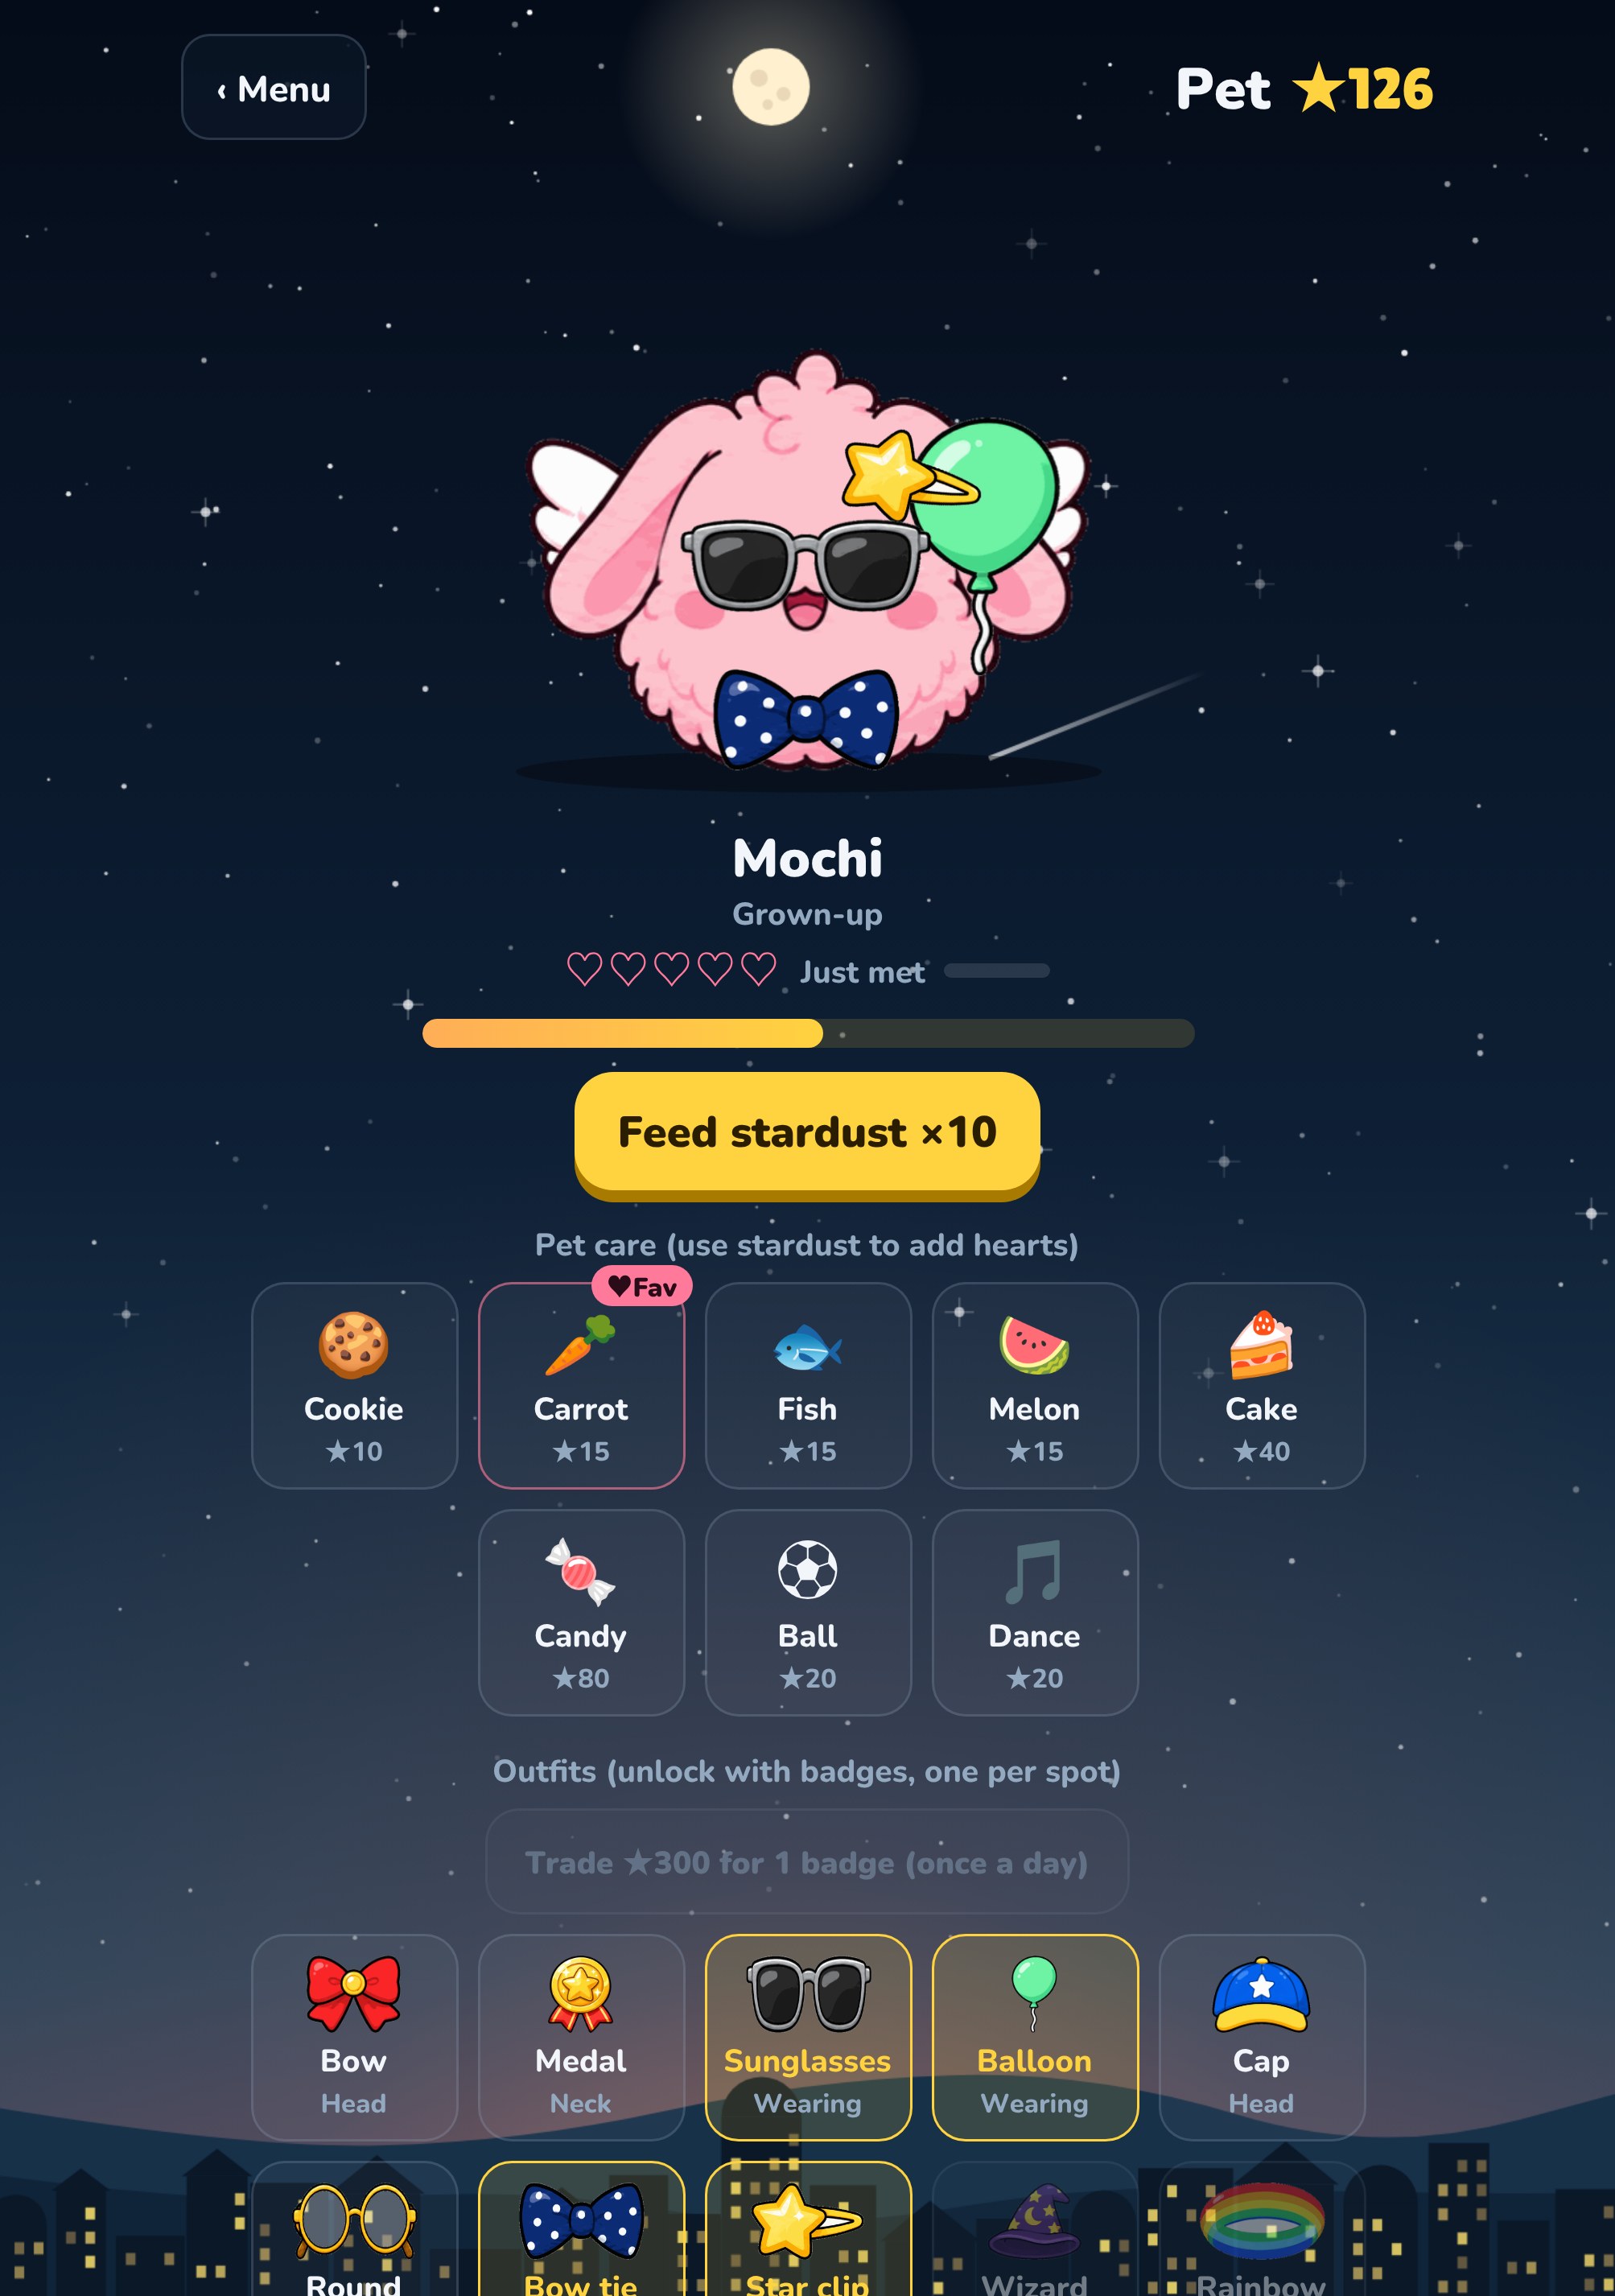 ‹ Menu
Pet ★126
Mochi
Grown-up
♡♡♡♡♡ Just met
Feed stardust ×10
Pet care (use stardust to add hearts)
♥Fav
Cookie
★10
Carrot
★15
Fish
★15
Melon
★15
Cake
★40
Candy
★80
Ball
★20
Dance
★20
Outfits (unlock with badges, one per spot)
Trade ★300 for 1 badge (once a day)
Bow
Head
Medal
Neck
Sunglasses
Wearing
Balloon
Wearing
Cap
Head
Round
Bow tie
Star clip
Wizard
Rainbow